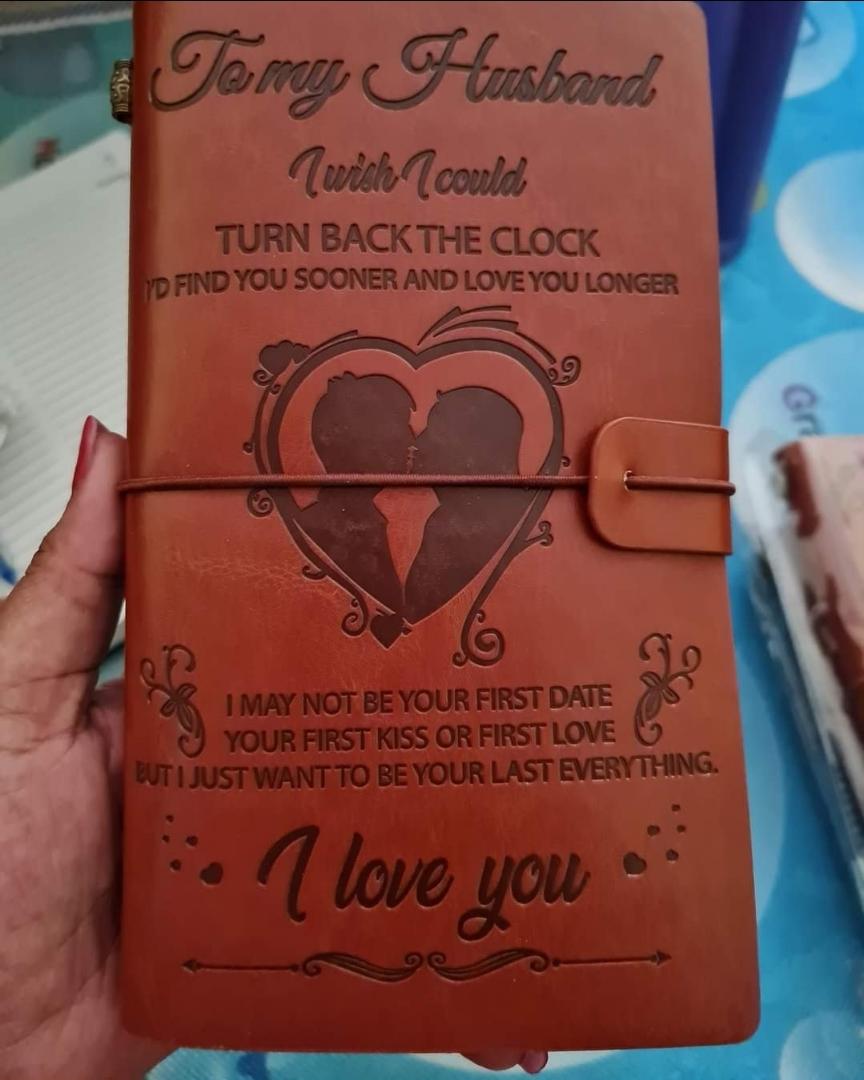 To my Husband
I wish I could
TURN BACK THE CLOCK
I'D FIND YOU SOONER AND LOVE YOU LONGER
I MAY NOT BE YOUR FIRST DATE
YOUR FIRST KISS OR FIRST LOVE
BUT I JUST WANT TO BE YOUR LAST EVERYTHING.
I love you